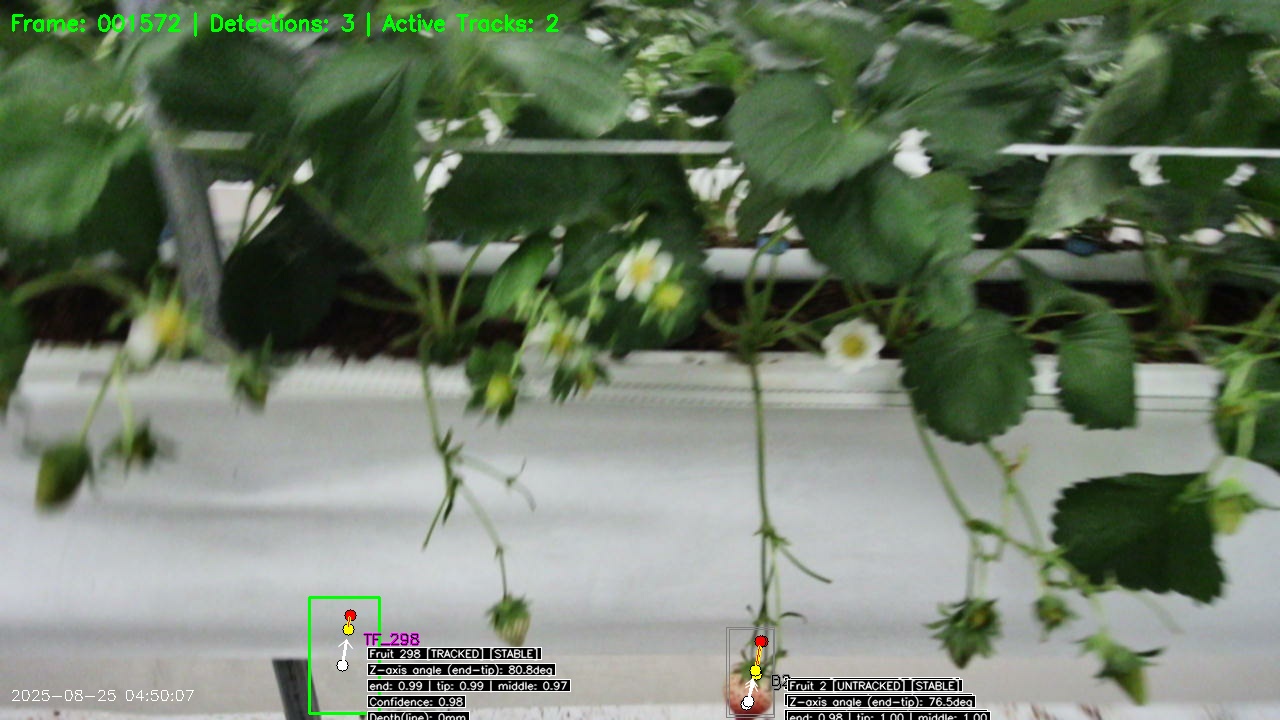 Frame: 001572 | Detections: 3 | Active Tracks: 2
TF_298
Fruit 298 [TRACKED] [STABLE]
Z-axis angle (end-tip): 80.8deg
end: 0.99 | tip: 0.99 | middle: 0.97
Confidence: 0.98
Depth(line): 0mm
Fruit 2 [UNTRACKED] [STABLE]
Z-axis angle (end-tip): 76.5deg
end: 0.98 | tip: 1.00 | middle: 1.00
2025-08-25 04:50:07